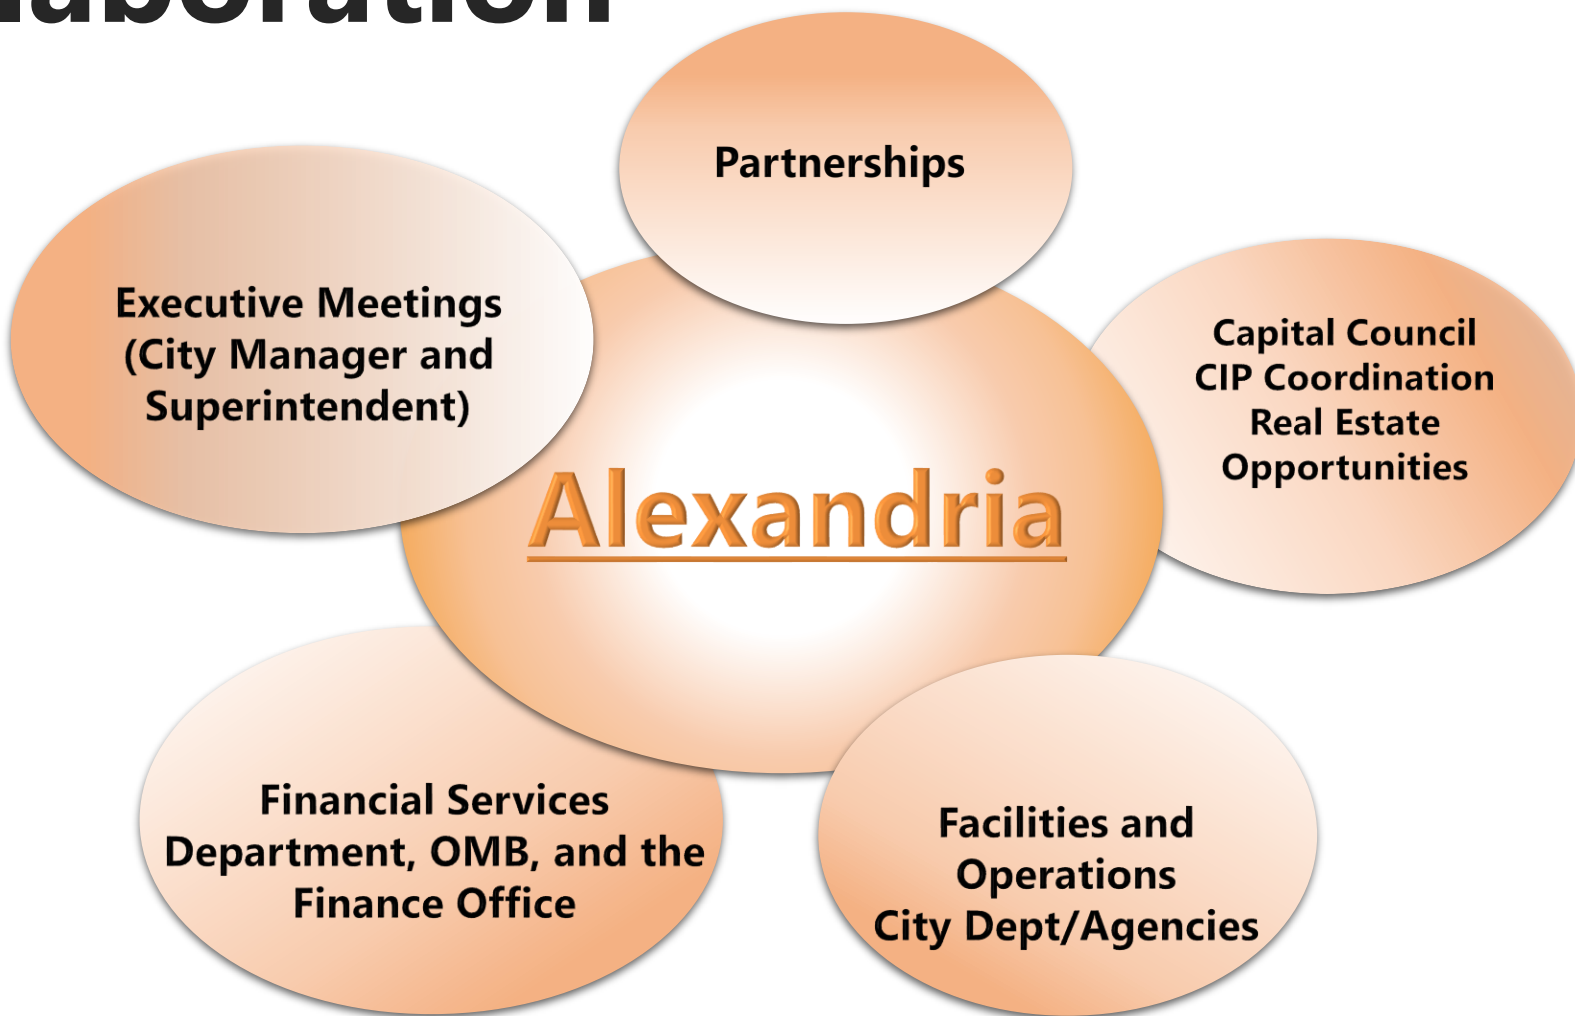 laboration
Partnerships
Executive Meetings
(City Manager and
Superintendent)
Capital Council
CIP Coordination
Real Estate
Opportunities
Alexandria
Financial Services
Department, OMB, and the
Finance Office
Facilities and
Operations
City Dept/Agencies